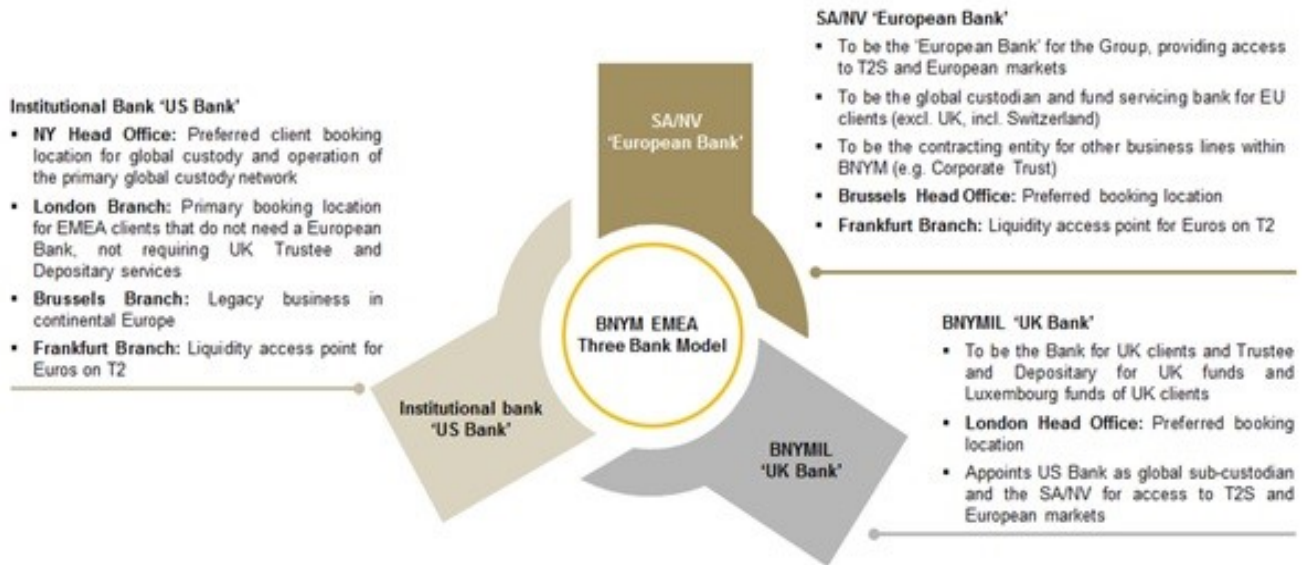 Institutional Bank 'US Bank'
▪ NY Head Office: Preferred client booking
location for global custody and operation of
the primary global custody network
▪ London Branch: Primary booking location
for EMEA clients that do not need a European
Bank, not requiring UK Trustee and
Depositary services
▪ Brussels Branch: Legacy business in
continental Europe
▪ Frankfurt Branch: Liquidity access point for
Euros on T2
SA/NV
'European Bank'
BNYM EMEA
Three Bank Model
Institutional bank
'US Bank'
BNYMIL
'UK Bank'
SA/NV 'European Bank'
▪ To be the 'European Bank' for the Group, providing access
to T2S and European markets
▪ To be the global custodian and fund servicing bank for EU
clients (excl. UK, incl. Switzerland)
▪ To be the contracting entity for other business lines within
BNYM (e.g. Corporate Trust)
▪ Brussels Head Office: Preferred booking location
▪ Frankfurt Branch: Liquidity access point for Euros on T2
BNYMIL 'UK Bank'
▪ To be the Bank for UK clients and Trustee
and Depositary for UK funds and
Luxembourg funds of UK clients
▪ London Head Office: Preferred booking
location
▪ Appoints US Bank as global sub-custodian
and the SA/NV for access to T2S and
European markets